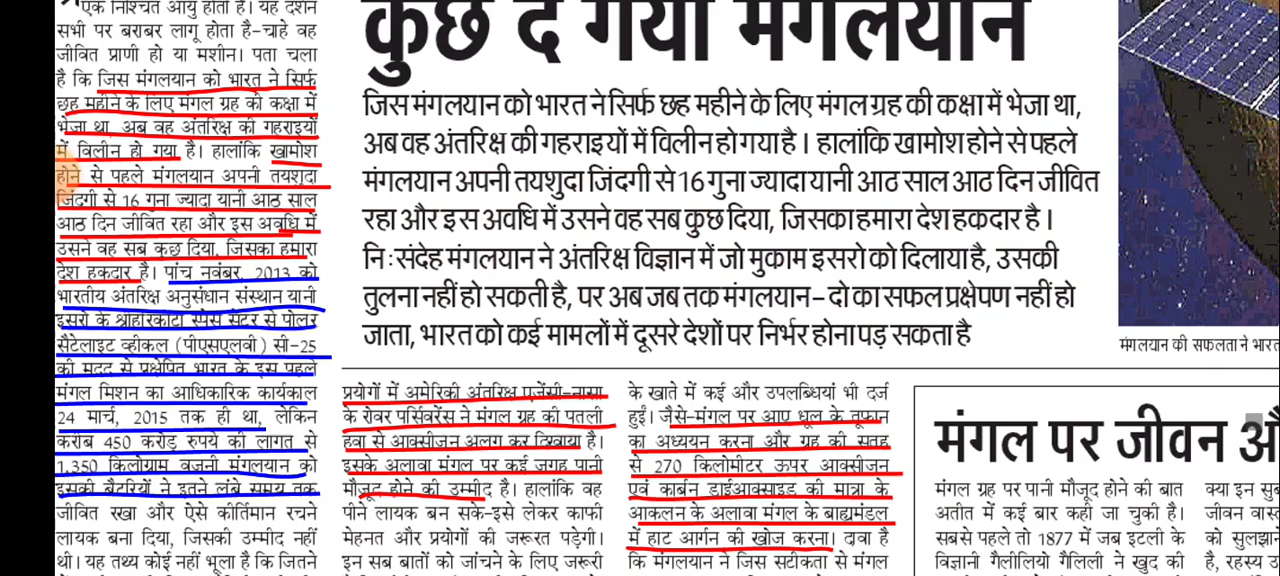 कुछ दे गया मंगलयान
जिस मंगलयान को भारत ने सिर्फ छह महीने के लिए मंगल ग्रह की कक्षा में भेजा था,
अब वह अंतरिक्ष की गहराइयों में विलीन हो गया है। हालांकि खामोश होने से पहले
मंगलयान अपनी तयशुदा जिंदगी से 16 गुना ज्यादा यानी आठ साल आठ दिन जीवित
रहा और इस अवधि में उसने वह सब कुछ दिया, जिसका हमारा देश हकदार है।
नि:संदेह मंगलयान ने अंतरिक्ष विज्ञान में जो मुकाम इसरो को दिलाया है, उसकी
तुलना नहीं हो सकती है, पर अब जब तक मंगलयान-दो का सफल प्रक्षेपण नहीं हो
जाता, भारत को कई मामलों में दूसरे देशों पर निर्भर होना पड़ सकता है
एक निश्चित आयु होती है। यह दर्शन
सभी पर बराबर लागू होता है-चाहे वह
जीवित प्राणी हो या मशीन। पता चला
है कि जिस मंगलयान को भारत ने सिर्फ
छह महीने के लिए मंगल ग्रह की कक्षा में
भेजा था, अब वह अंतरिक्ष की गहराइयों
में विलीन हो गया है। हालांकि खामोश
होने से पहले मंगलयान अपनी तयशुदा
जिंदगी से 16 गुना ज्यादा यानी आठ साल
आठ दिन जीवित रहा और इस अवधि में
उसने वह सब कुछ दिया, जिसका हमारा
देश हकदार है। पांच नवंबर, 2013 को
भारतीय अंतरिक्ष अनुसंधान संस्थान यानी
इसरो के श्रीहरिकोटा स्पेस सेंटर से पोलर
सैटेलाइट व्हीकल (पीएसएलवी) सी-25
की मदद से प्रक्षेपित भारत के इस पहले
मंगल मिशन का आधिकारिक कार्यकाल
24 मार्च, 2015 तक ही था, लेकिन
करीब 450 करोड़ रुपये की लागत से
1,350 किलोग्राम वजनी मंगलयान को
इसकी बैटरियों ने इतने लंबे समय तक
जीवित रखा और ऐसे कीर्तिमान रचने
लायक बना दिया, जिसकी उम्मीद नहीं
थी। यह तथ्य कोई नहीं भूला है कि जितने
प्रयोगों में अमेरिकी अंतरिक्ष एजेंसी-नासा
के रोवर पर्सिवरेंस ने मंगल ग्रह की पतली
हवा से आक्सीजन अलग कर दिखाया है।
इसके अलावा मंगल पर कई जगह पानी
मौजूद होने की उम्मीद है। हालांकि वह
पीने लायक बन सके-इसे लेकर काफी
मेहनत और प्रयोगों की जरूरत पड़ेगी।
इन सब बातों को जांचने के लिए जरूरी
के खाते में कई और उपलब्धियां भी दर्ज
हुईं। जैसे-मंगल पर आए धूल के तूफान
का अध्ययन करना और ग्रह की सतह
से 270 किलोमीटर ऊपर आक्सीजन
एवं कार्बन डाईआक्साइड की मात्रा के
आकलन के अलावा मंगल के बाह्यमंडल
में हाट आर्गन की खोज करना। दावा है
कि मंगलयान ने जिस सटीकता से मंगल
मंगलयान की सफलता ने भारत
मंगल पर जीवन
मंगल ग्रह पर पानी मौजूद होने की बात
अतीत में कई बार कही जा चुकी है।
सबसे पहले तो 1877 में जब इटली के
विज्ञानी गैलीलियो गैलिली ने खुद की
क्या इन
जीवन
को
है, रहस्य